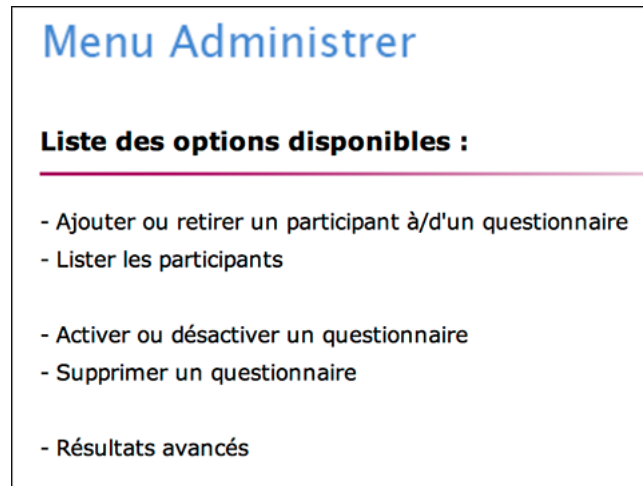 Menu Administrer
Liste des options disponibles :
- Ajouter ou retirer un participant à/d'un questionnaire
- Lister les participants
- Activer ou désactiver un questionnaire
- Supprimer un questionnaire
- Résultats avancés